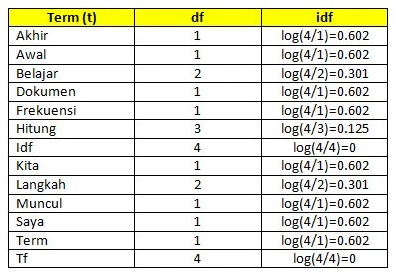 Term (t) df idf
Akhir 1 log(4/1)=0.602
Awal 1 log(4/1)=0.602
Belajar 2 log(4/2)=0.301
Dokumen 1 log(4/1)=0.602
Frekuensi 1 log(4/1)=0.602
Hitung 3 log(4/3)=0.125
Idf 4 log(4/4)=0
Kita 1 log(4/1)=0.602
Langkah 2 log(4/2)=0.301
Muncul 1 log(4/1)=0.602
Saya 1 log(4/1)=0.602
Term 1 log(4/1)=0.602
Tf 4 log(4/4)=0